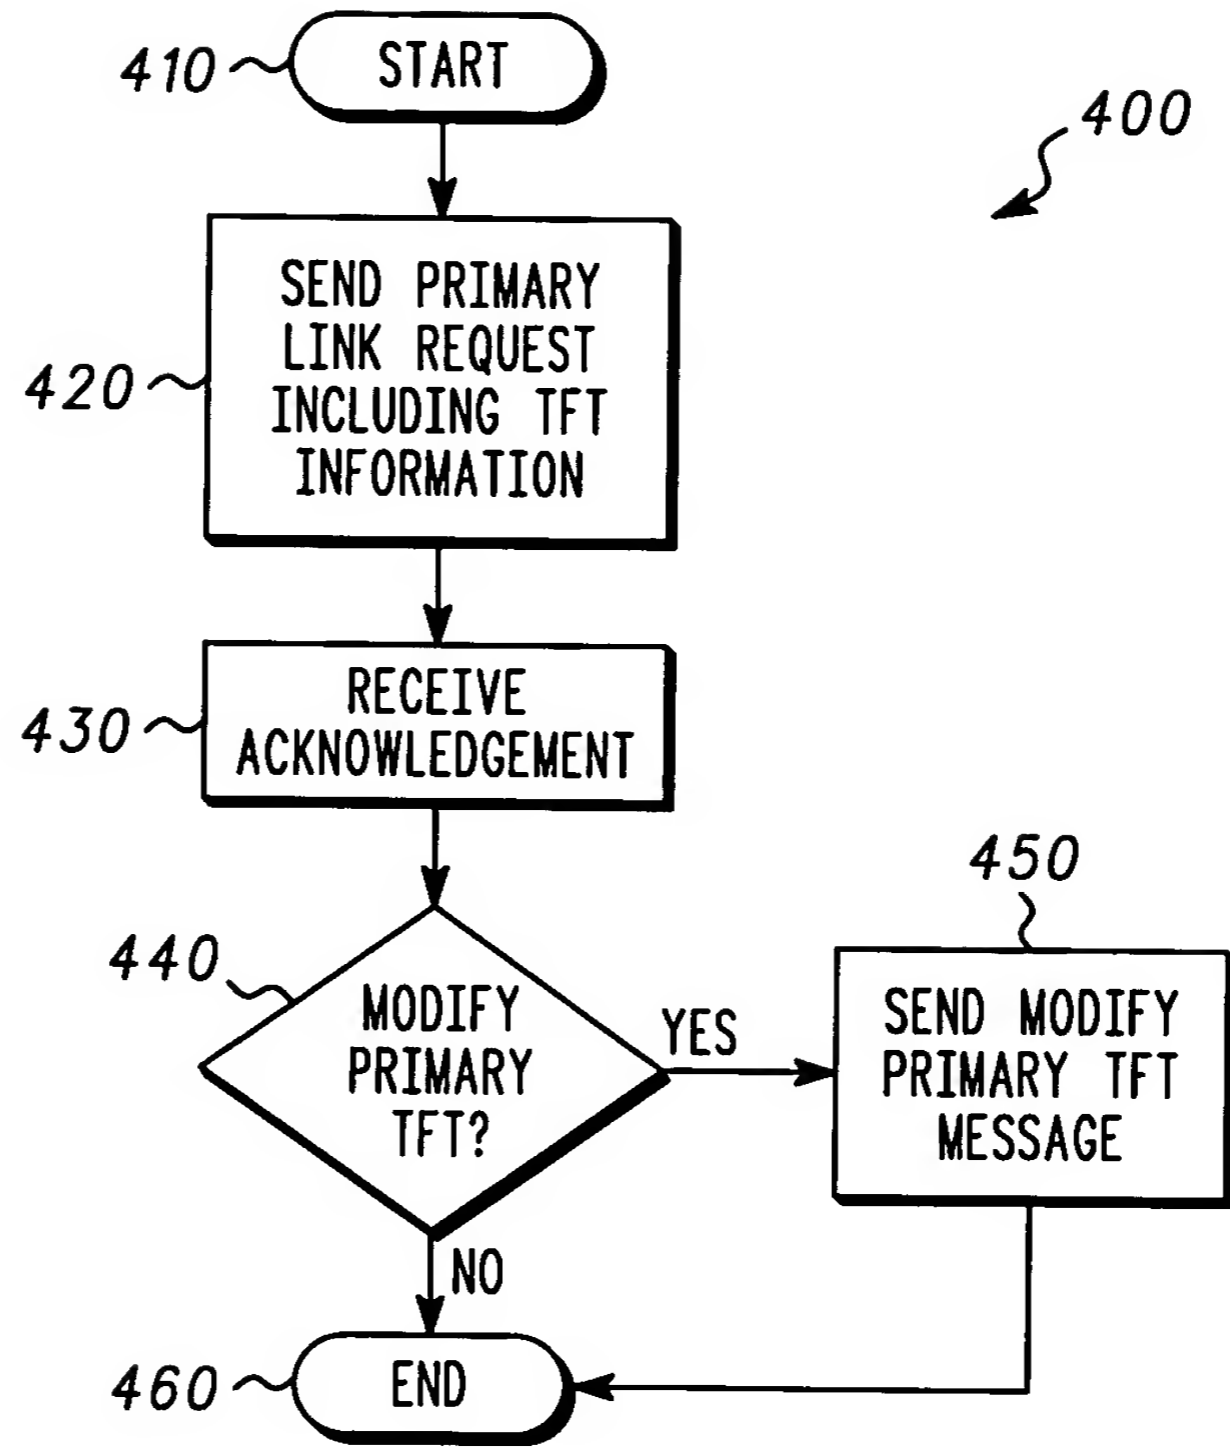 410
START
400
420
SEND PRIMARY
LINK REQUEST
INCLUDING TFT
INFORMATION
430
RECEIVE
ACKNOWLEDGEMENT
440
MODIFY
PRIMARY
TFT?
YES
450
SEND MODIFY
PRIMARY TFT
MESSAGE
NO
460
END